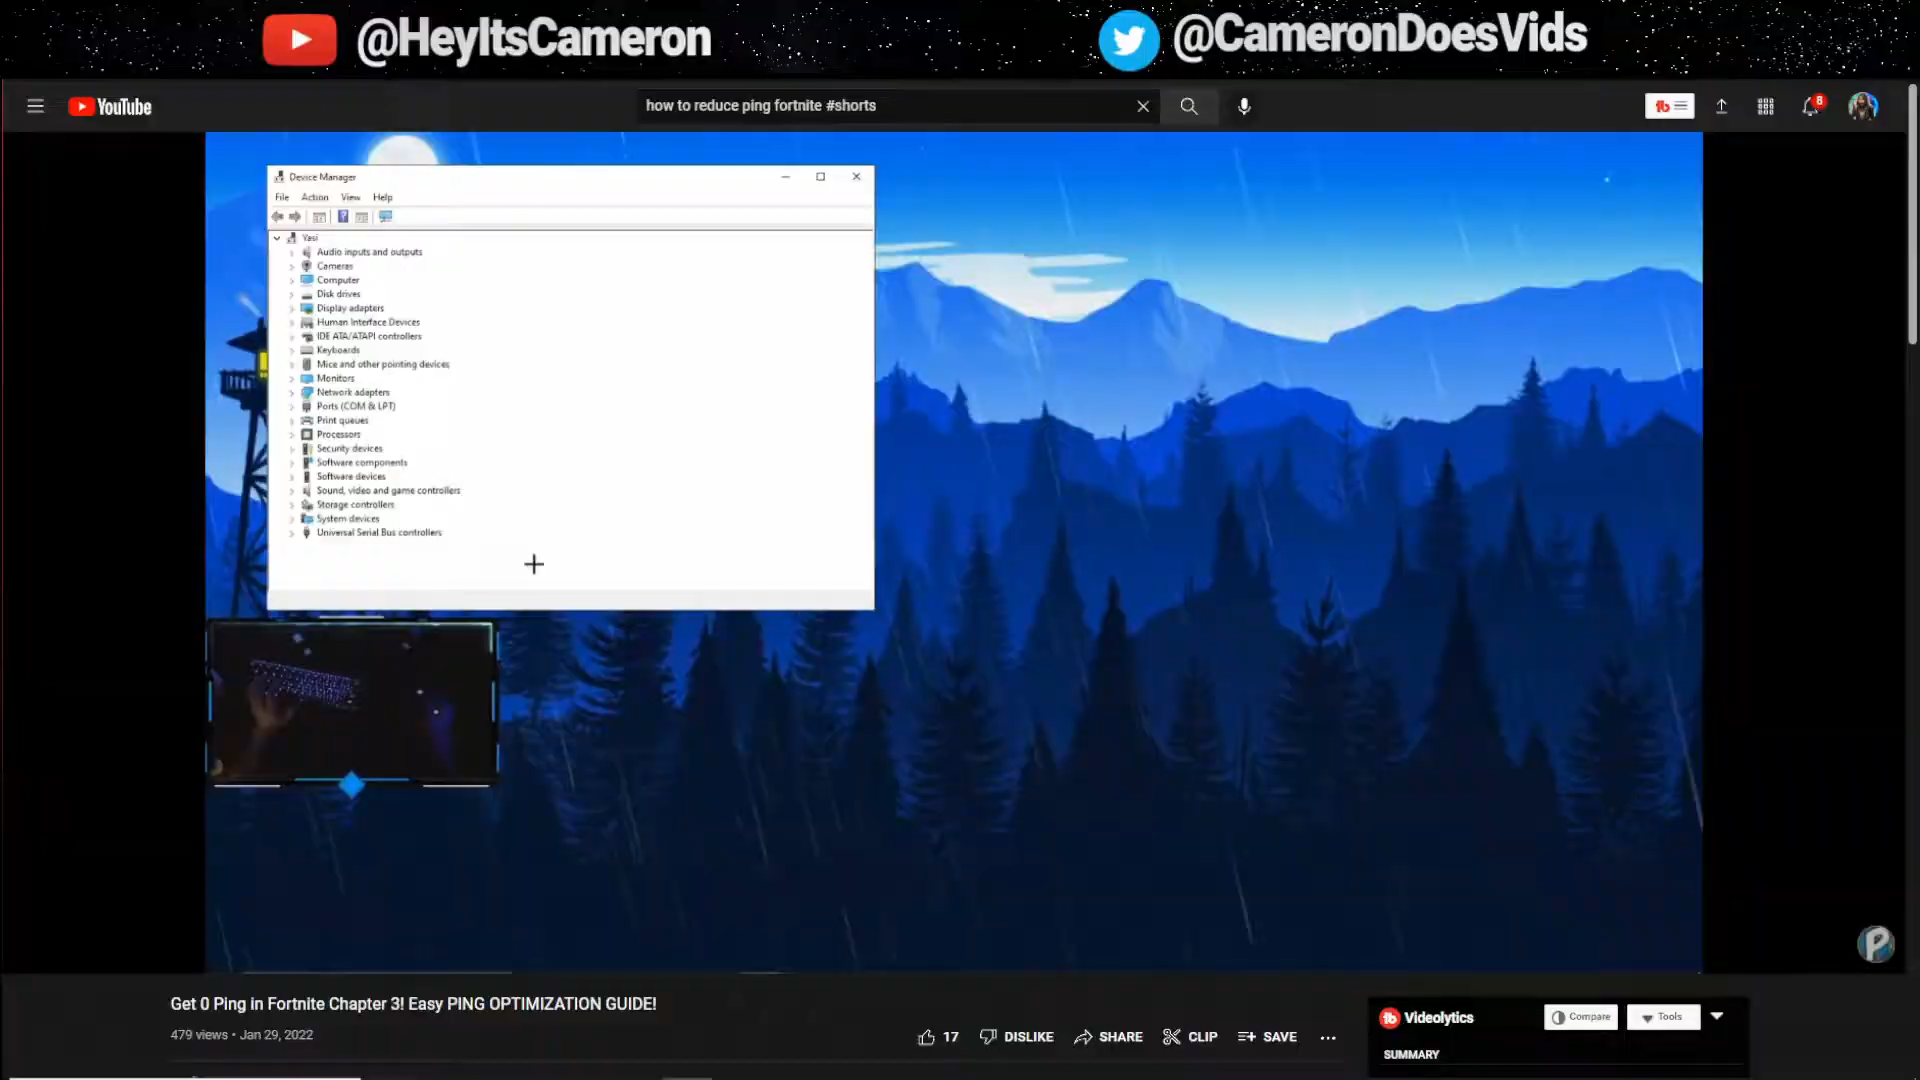 @HeyItsCameron
@CameronDoesVids
YouTube
how to reduce ping fortnite #shorts
8
Device Manager
File Action View Help
Yasi
Audio inputs and outputs
Cameras
Computer
Disk drives
Display adapters
Human Interface Devices
IDE ATA/ATAPI controllers
Keyboards
Mice and other pointing devices
Monitors
Network adapters
Ports (COM & LPT)
Print queues
Processors
Security devices
Software components
Software devices
Sound, video and game controllers
Storage controllers
System devices
Universal Serial Bus controllers
P
Get 0 Ping in Fortnite Chapter 3! Easy PING OPTIMIZATION GUIDE!
479 views • Jan 29, 2022
17 DISLIKE SHARE CLIP SAVE
Videolytics Compare Tools
SUMMARY